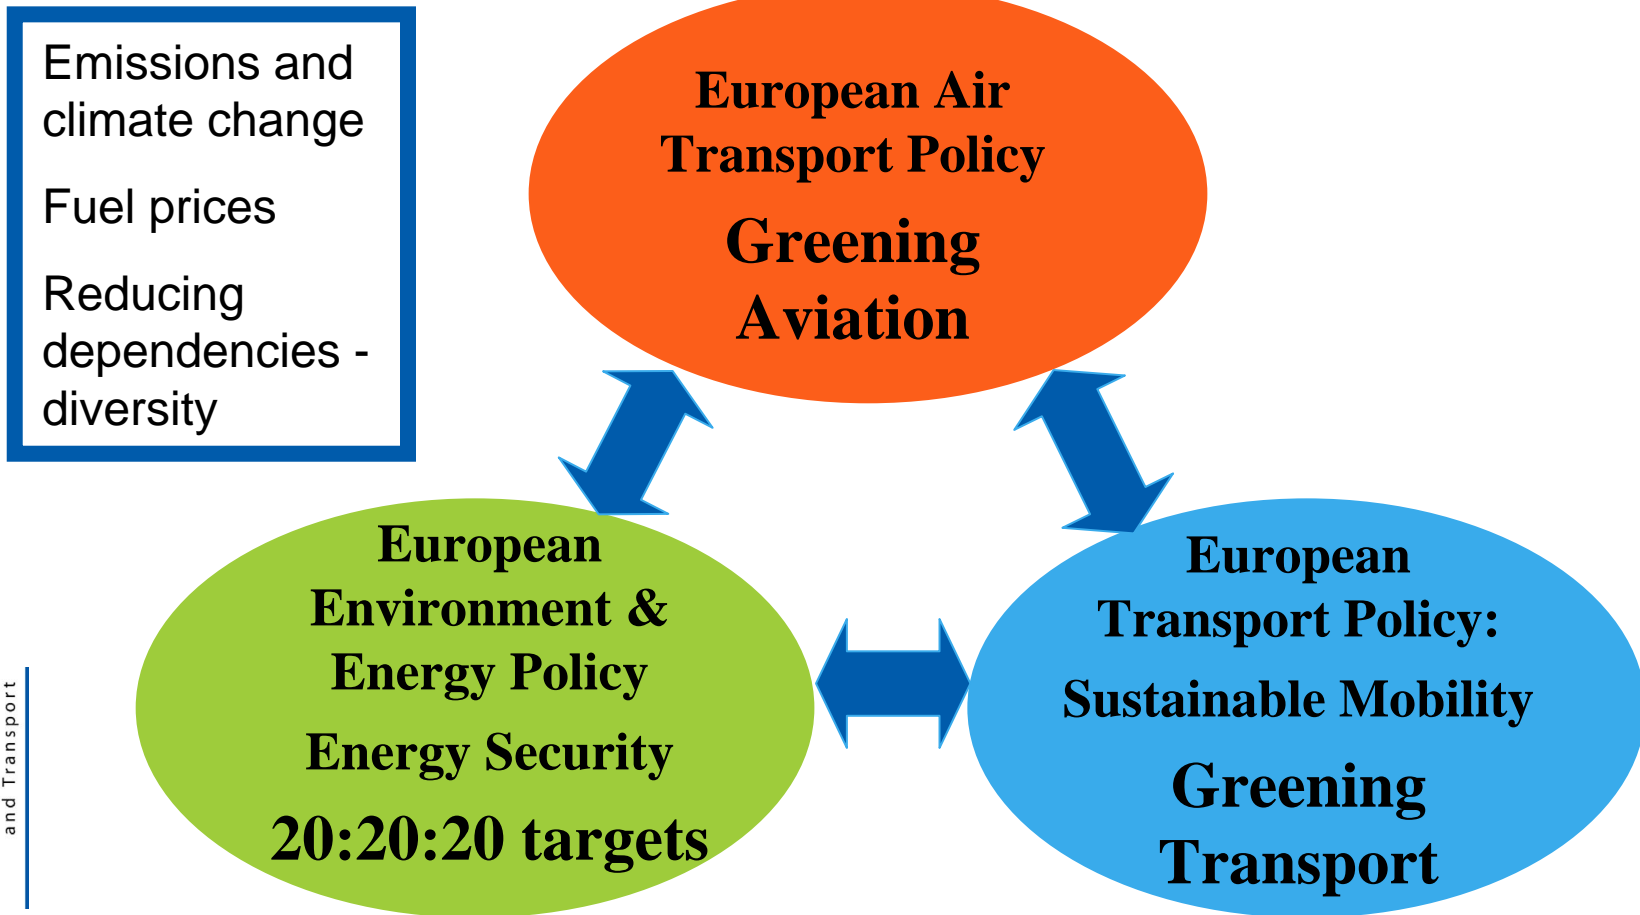 Emissions and
climate change
Fuel prices
Reducing
dependencies -
diversity
European Air
Transport Policy
Greening
Aviation
European
Environment &
Energy Policy
Energy Security
20:20:20 targets
European
Transport Policy:
Sustainable Mobility
Greening
Transport
and Transport